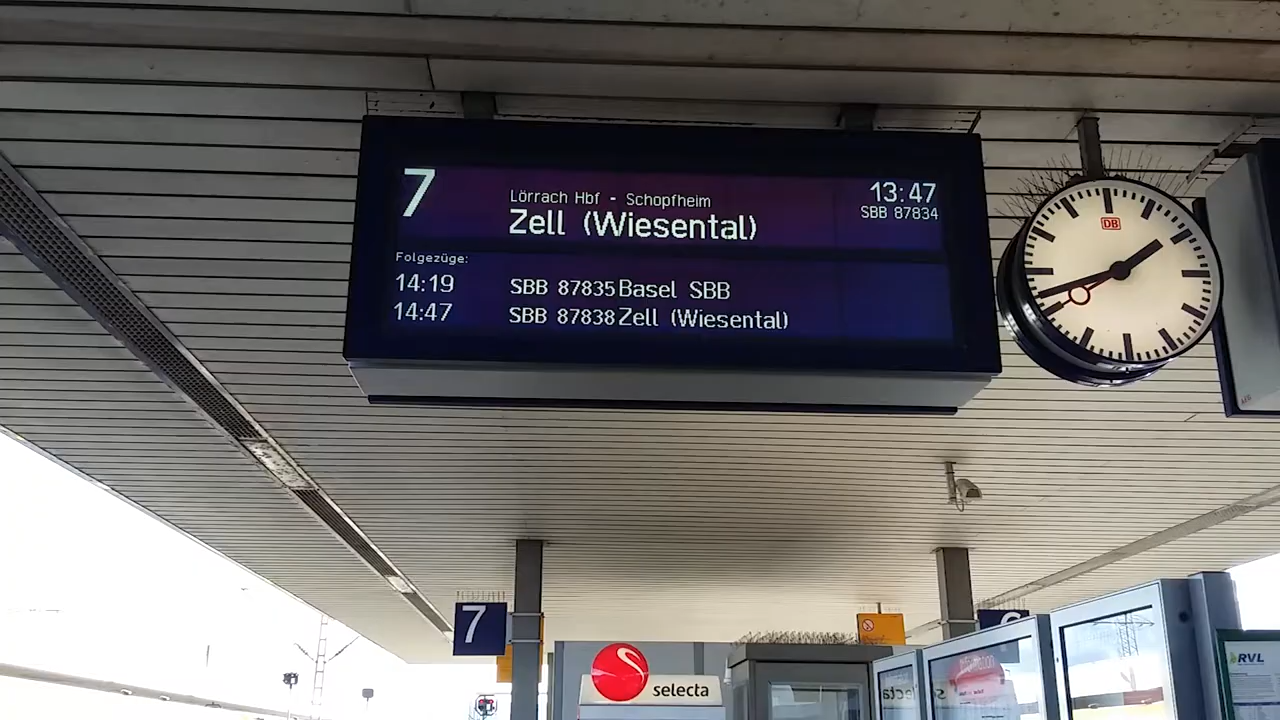 7
Lörrach Hbf - Schopfheim
13:47
Zell (Wiesental)
SBB 87834
Folgezüge:
14:19 SBB 87835 Basel SBB
14:47 SBB 87838 Zell (Wiesental)
DB
7
selecta
RVL